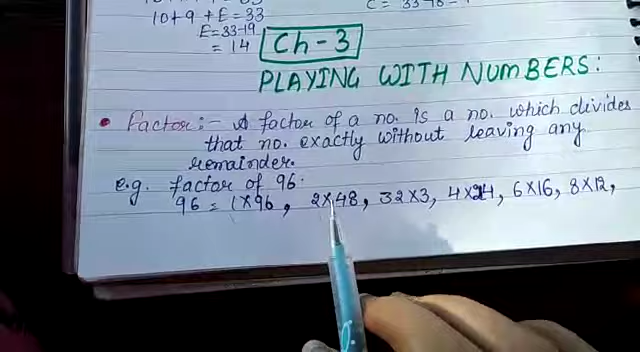 10+9+E=33
E=33-19
= 14
Ch-3
PLAYING WITH NUMBERS:
• Factor:- A factor of a no. is a no. which divides
that no. exactly without leaving any
remainder.
e.g. factor of 96:
96 = 1×96, 2×48, 32×3, 4×24, 6×16, 8×12,